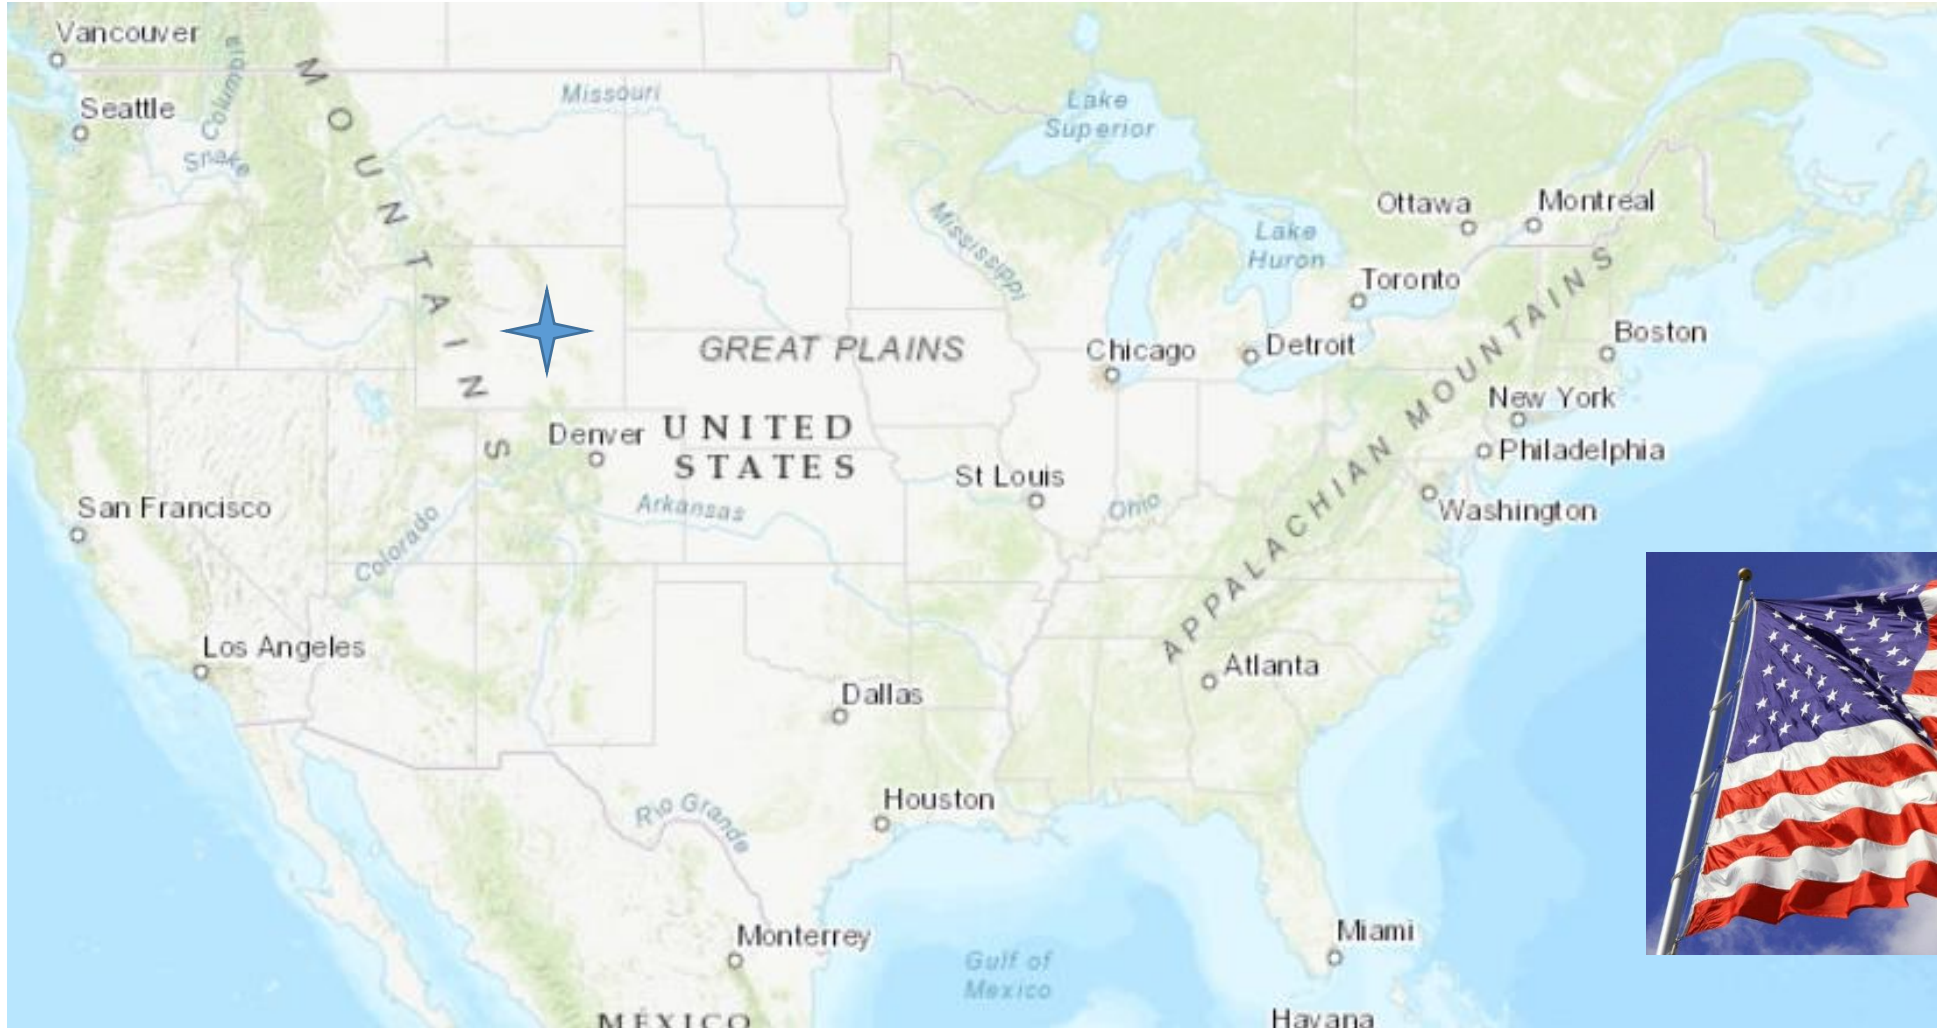 Vancouver
Seattle
Columbia
Snake
MOUNTAINS
Missouri
Lake
Superior
Mississippi
Lake
Huron
Ottawa
Montreal
Toronto
Boston
Detroit
Chicago
GREAT PLAINS
New York
Philadelphia
Washington
APPALACHIAN MOUNTAINS
Denver
UNITED
STATES
St Louis
Ohio
Arkansas
Colorado
San Francisco
Los Angeles
Atlanta
Dallas
Houston
Rio Grande
Monterrey
Gulf of
Mexico
Miami
MÉXICO
Havana